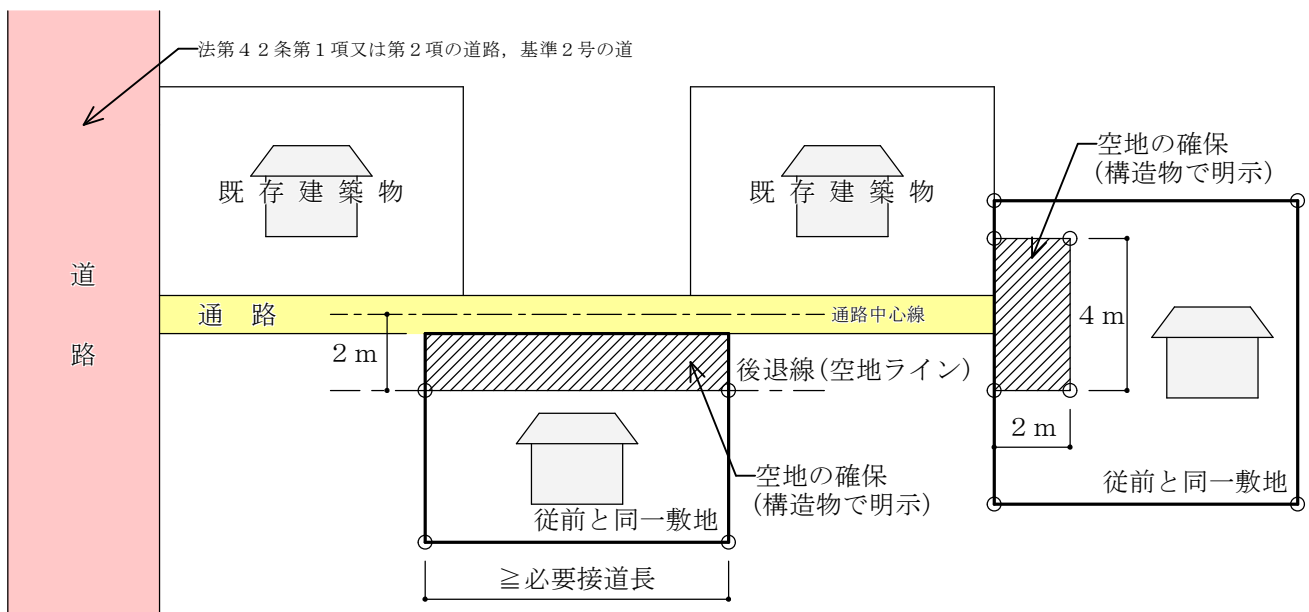 法第４２条第１項又は第２項の道路，基準２号の道
空地の確保
(構造物で明示)
既存建築物
既存建築物
道
路
通　路
通路中心線
２ｍ
４ｍ
後退線(空地ライン)
２ｍ
空地の確保
(構造物で明示)
従前と同一敷地
従前と同一敷地
≧必要接道長